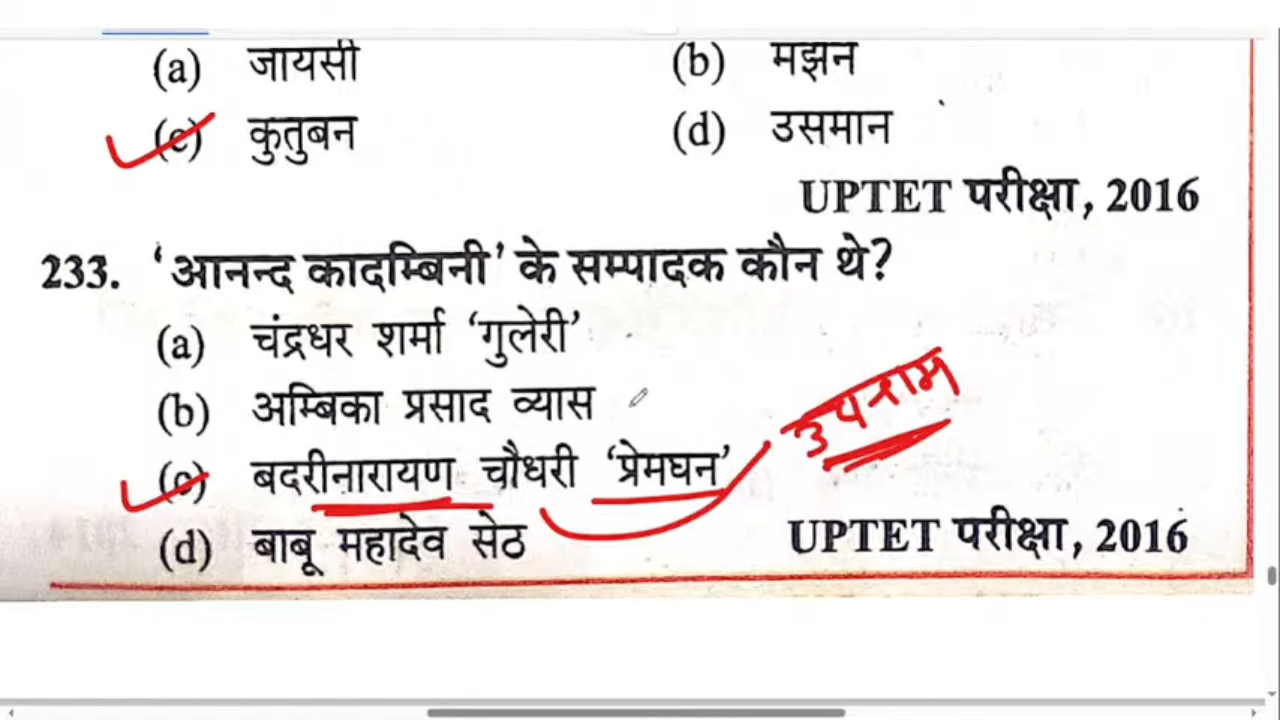 (a) जायसी (b) मझन
(c) कुतुबन (d) उसमान
UPTET परीक्षा, 2016
233. ‘आनन्द कादम्बिनी’ के सम्पादक कौन थे?
(a) चंद्रधर शर्मा ‘गुलेरी’
(b) अम्बिका प्रसाद व्यास
उपनाम
(c) बदरीनारायण चौधरी ‘प्रेमघन’
(d) बाबू महादेव सेठ UPTET परीक्षा, 2016